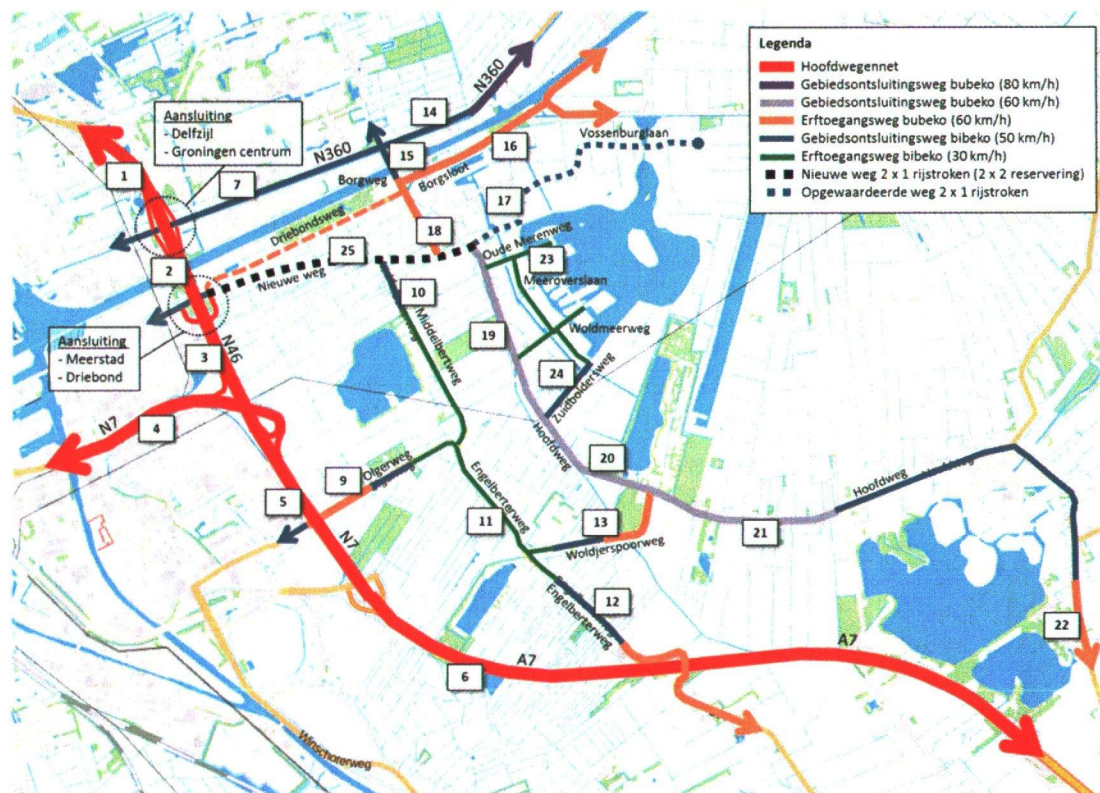 Legenda
Hoofdwegennet
Gebiedsontsluitingsweg bubeko (80 km/h)
Gebiedsontsluitingsweg bubeko (60 km/h)
Erftoegangsweg bubeko (60 km/h)
Gebiedsontsluitingsweg bibeko (50 km/h)
Erftoegangsweg bibeko (30 km/h)
Nieuwe weg 2 x 1 rijstroken (2 x 2 reservering)
Opgewaardeerde weg 2 x 1 rijstroken
Aansluiting
- Delfzijl
- Groningen centrum
N360
14
1
7
N360
15
16
Vossenburglaan
Borgweg
Borgsloot
17
Driebondsweg
18
25
2
Oude Merenweg
23
Nieuwe weg
Meeroverslaan
10
Aansluiting
- Meerstad
- Driebond
3
N46
Middelbertweg
19
Woldmeerweg
24
Zuidboldersweg
N7
4
Hoofdweg
20
Hoofdweg
Olgerweg
9
5
Engelberterweg
11
13
21
N7
Woldjerspoorweg
12
Engelberterweg
22
A7
A7
6
Winschoterweg